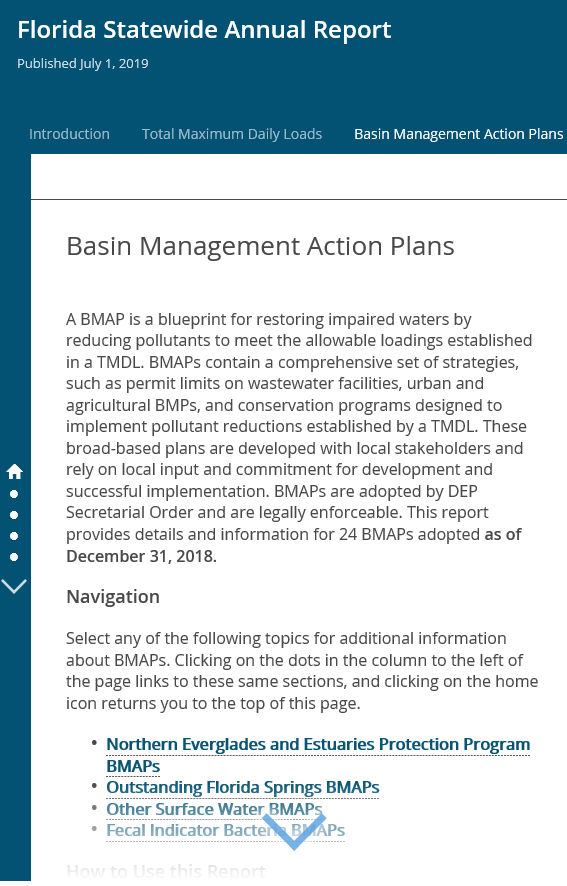 Florida Statewide Annual Report
Published July 1, 2019
Introduction Total Maximum Daily Loads Basin Management Action Plans
Basin Management Action Plans
A BMAP is a blueprint for restoring impaired waters by
reducing pollutants to meet the allowable loadings established
in a TMDL. BMAPs contain a comprehensive set of strategies,
such as permit limits on wastewater facilities, urban and
agricultural BMPs, and conservation programs designed to
implement pollutant reductions established by a TMDL. These
broad-based plans are developed with local stakeholders and
rely on local input and commitment for development and
successful implementation. BMAPs are adopted by DEP
Secretarial Order and are legally enforceable. This report
provides details and information for 24 BMAPs adopted as of
December 31, 2018.
Navigation
Select any of the following topics for additional information
about BMAPs. Clicking on the dots in the column to the left of
the page links to these same sections, and clicking on the home
icon returns you to the top of this page.
• Northern Everglades and Estuaries Protection Program
BMAPs
• Outstanding Florida Springs BMAPs
• Other Surface Water BMAPs
• Fecal Indicator Bacteria BMAPs
How to Use this Report